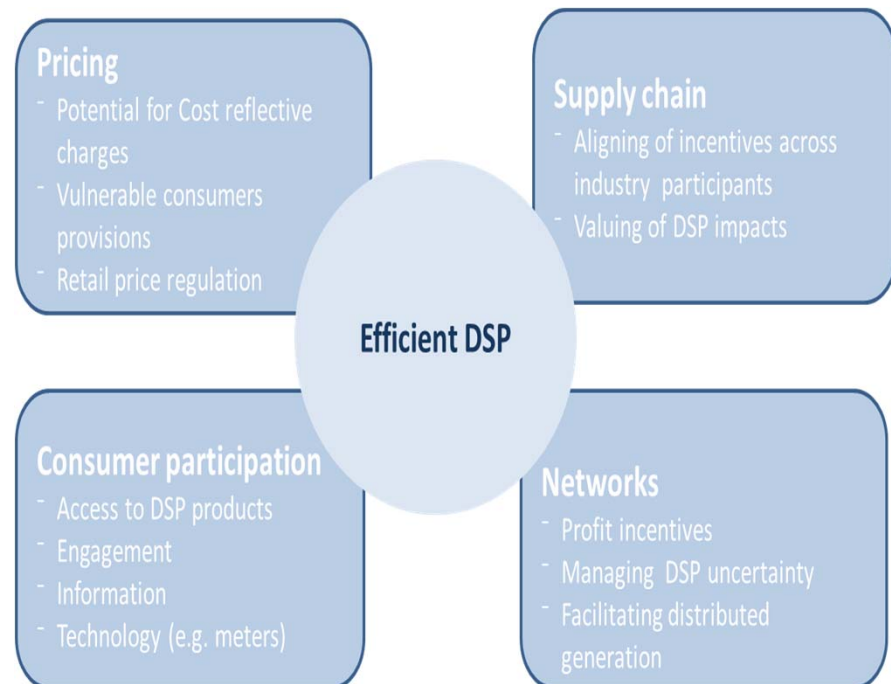 Pricing
- Potential for Cost reflective
charges
- Vulnerable consumers
provisions
- Retail price regulation
Supply chain
- Aligning of incentives across
industry participants
- Valuing of DSP impacts
Efficient DSP
Consumer participation
- Access to DSP products
- Engagement
- Information
- Technology (e.g. meters)
Networks
- Profit incentives
- Managing DSP uncertainty
- Facilitating distributed
generation